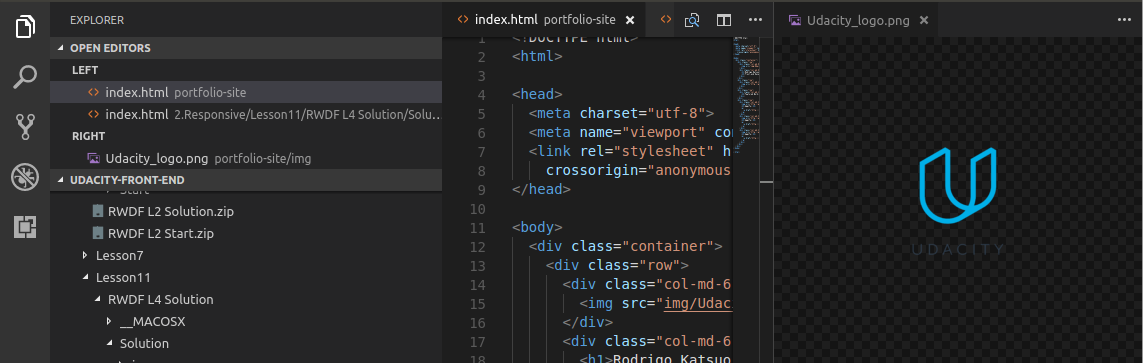 EXPLORER
OPEN EDITORS
LEFT
index.html portfolio-site
index.html 2.Responsive/Lesson11/RWDF L4 Solution/Solu...
RIGHT
Udacity_logo.png portfolio-site/img
UDACITY-FRONT-END
Start
RWDF L2 Solution.zip
RWDF L2 Start.zip
Lesson7
Lesson11
RWDF L4 Solution
__MACOSX
Solution
index.html portfolio-site
1 <!DOCTYPE html>
2 <html>
3
4 <head>
5 <meta charset="utf-8">
6 <meta name="viewport" co
7 <link rel="stylesheet" h
8 crossorigin="anonymous
9 </head>
10
11 <body>
12 <div class="container">
13 <div class="row">
14 <div class="col-md-6
15 <img src="img/Udac
16 </div>
17 <div class="col-md-6
18 <h1>Rodrigo Katsuo
Udacity_logo.png
UDACITY